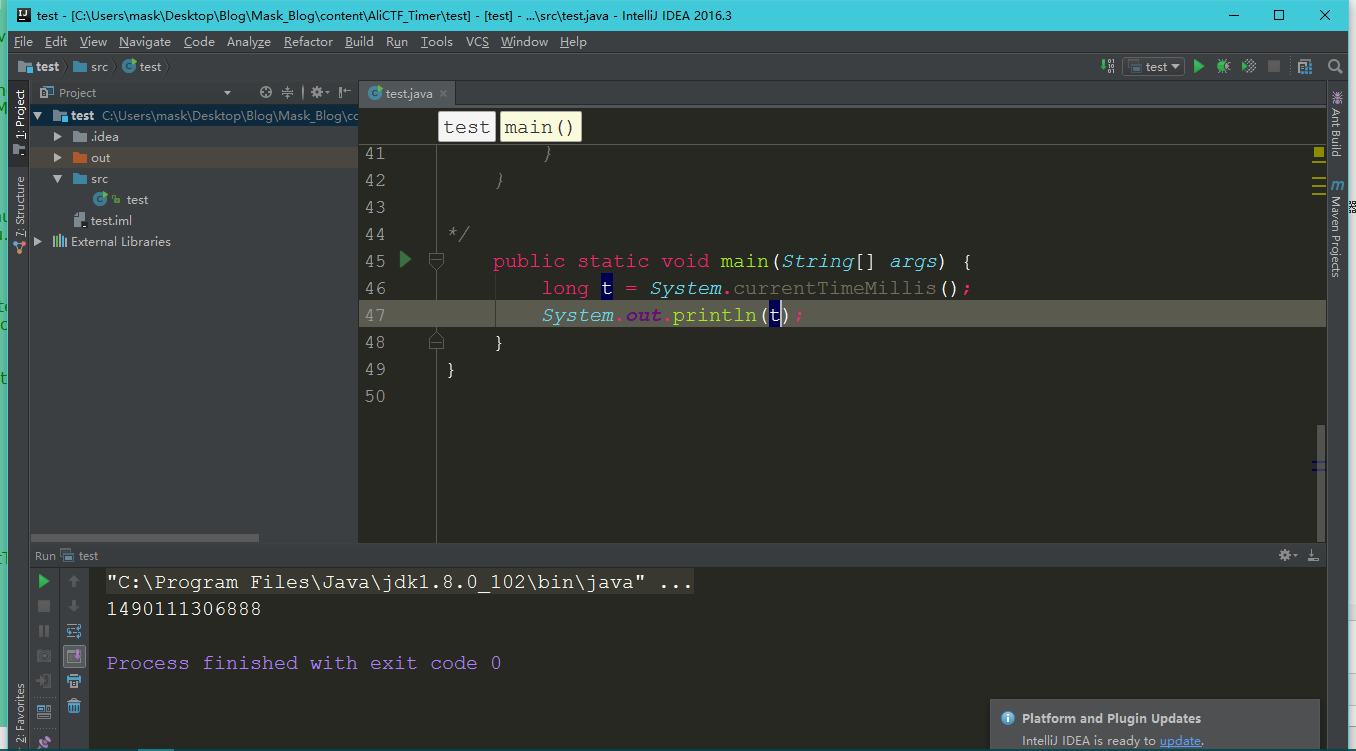 test - [C:\Users\mask\Desktop\Blog\Mask_Blog\content\AliCTF_Timer\test] - [test] - ...\src\test.java - IntelliJ IDEA 2016.3
File Edit View Navigate Code Analyze Refactor Build Run Tools VCS Window Help
test src test
test
1: Project
7: Structure
2: Favorites
Project
test C:\Users\mask\Desktop\Blog\Mask_Blog\co
.idea
out
src
test
test.iml
External Libraries
test.java
test main()
41 }
42 }
43
44 */
45 public static void main(String[] args) {
46 long t = System.currentTimeMillis();
47 System.out.println(t);
48 }
49 }
50
Ant Build
m Maven Projects
Run test
"C:\Program Files\Java\jdk1.8.0_102\bin\java" ...
1490111306888
Process finished with exit code 0
Platform and Plugin Updates
IntelliJ IDEA is ready to update.